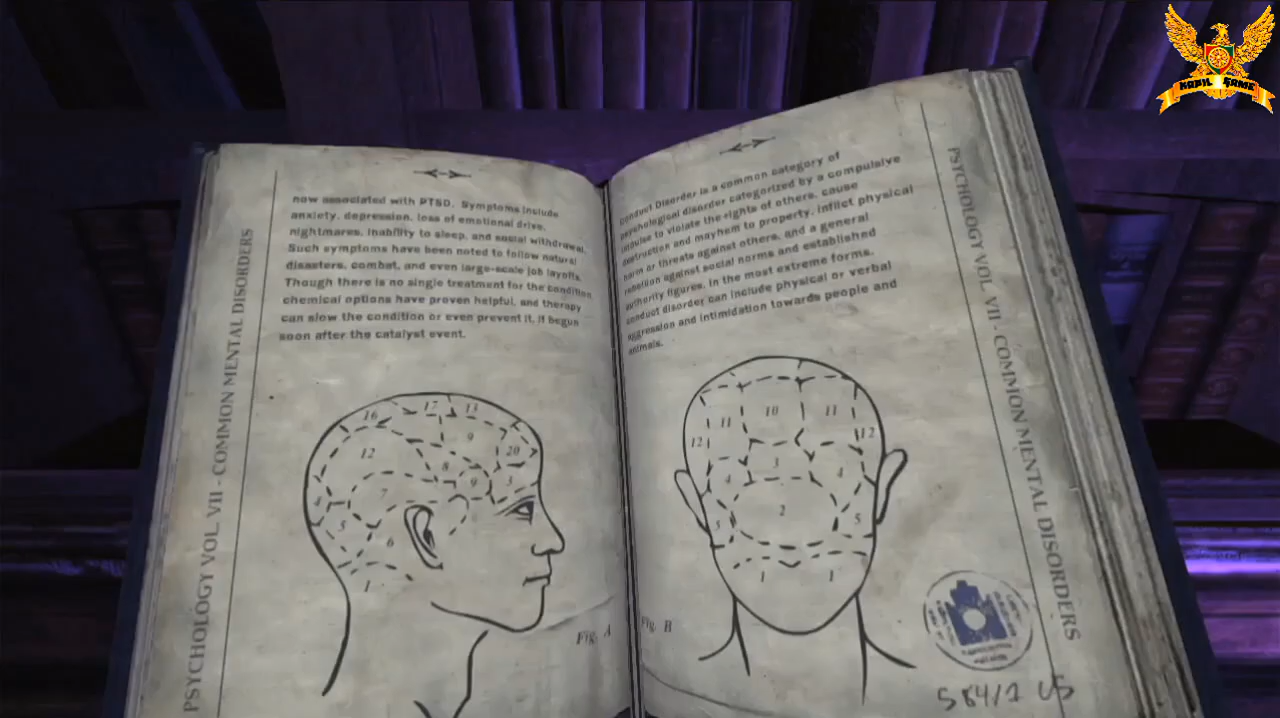 KAPIL GAME
now associated with PTSD. Symptoms include
anxiety, depression, loss of emotional drive,
nightmares, inability to sleep, and social withdrawal.
Such symptoms have been noted to follow natural
disasters, combat, and even large-scale job layoffs.
Though there is no single treatment for the condition
chemical options have proven helpful, and therapy
can slow the condition or even prevent it, if begun
soon after the catalyst event.
PSYCHOLOGY VOL. VII - COMMON MENTAL DISORDERS
16 17 13
9
12 20
8
7 9 3
5
6
1
Fig. A
Conduct Disorder is a common category of
psychological disorder categorized by a compulsive
impulse to violate the rights of others, cause
destruction and mayhem to property, inflict physical
harm or threats against others, and a general
rebellion against social norms and established
authority figures. In the most extreme forms,
conduct disorder can include physical or verbal
aggression and intimidation towards people and
animals.
PSYCHOLOGY VOL. VII - COMMON MENTAL DISORDERS
11 10 11
12 12
3
4 4
2
3 5
1 1
Fig. B